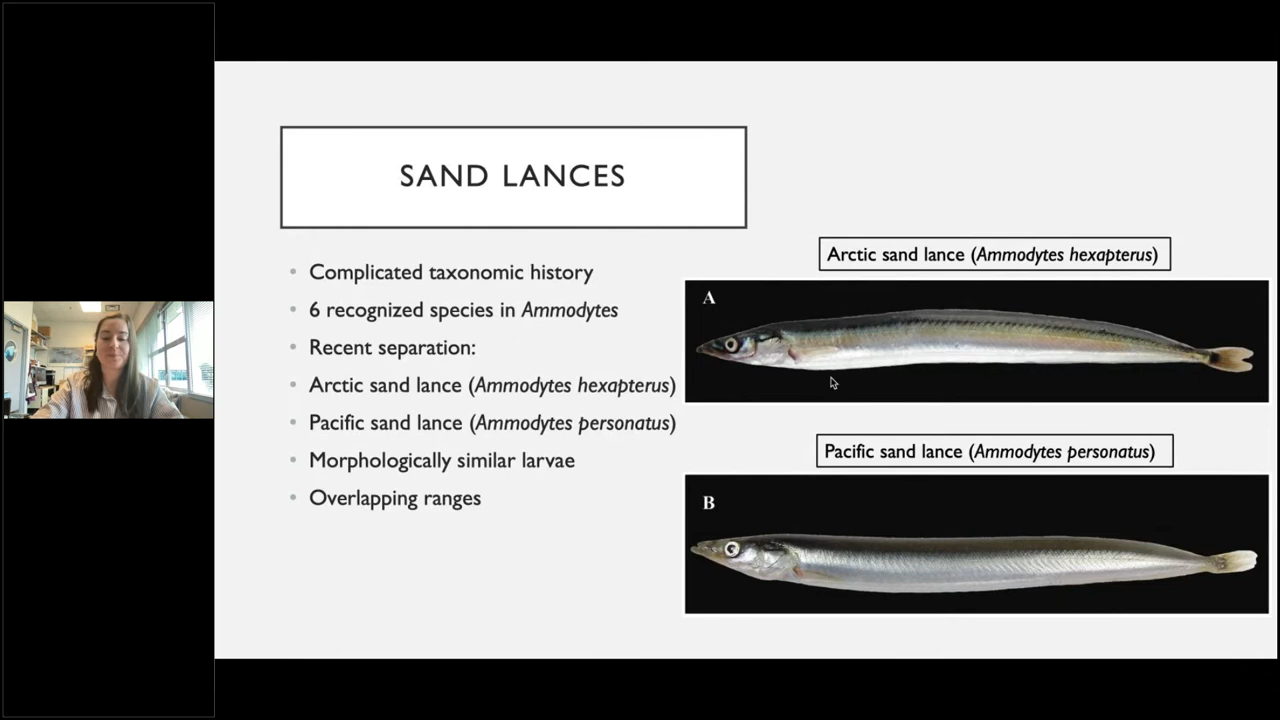 SAND LANCES
Complicated taxonomic history
6 recognized species in Ammodytes
Recent separation:
Arctic sand lance (Ammodytes hexapterus)
Pacific sand lance (Ammodytes personatus)
Morphologically similar larvae
Overlapping ranges
Arctic sand lance (Ammodytes hexapterus)
A
Pacific sand lance (Ammodytes personatus)
B